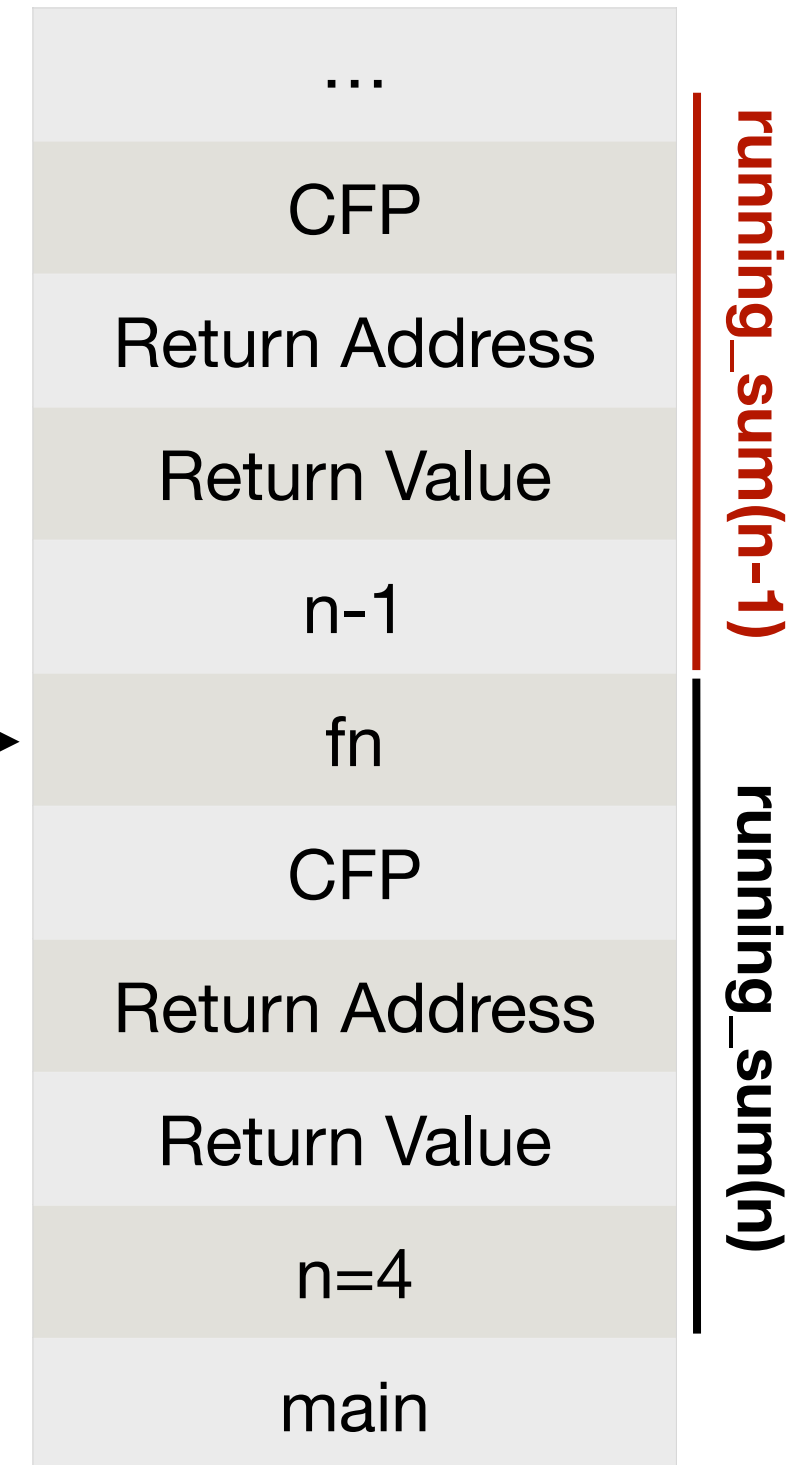 ...
CFP
Return Address
Return Value
n-1
fn
CFP
Return Address
Return Value
n=4
main
running_sum(n-1)
running_sum(n)